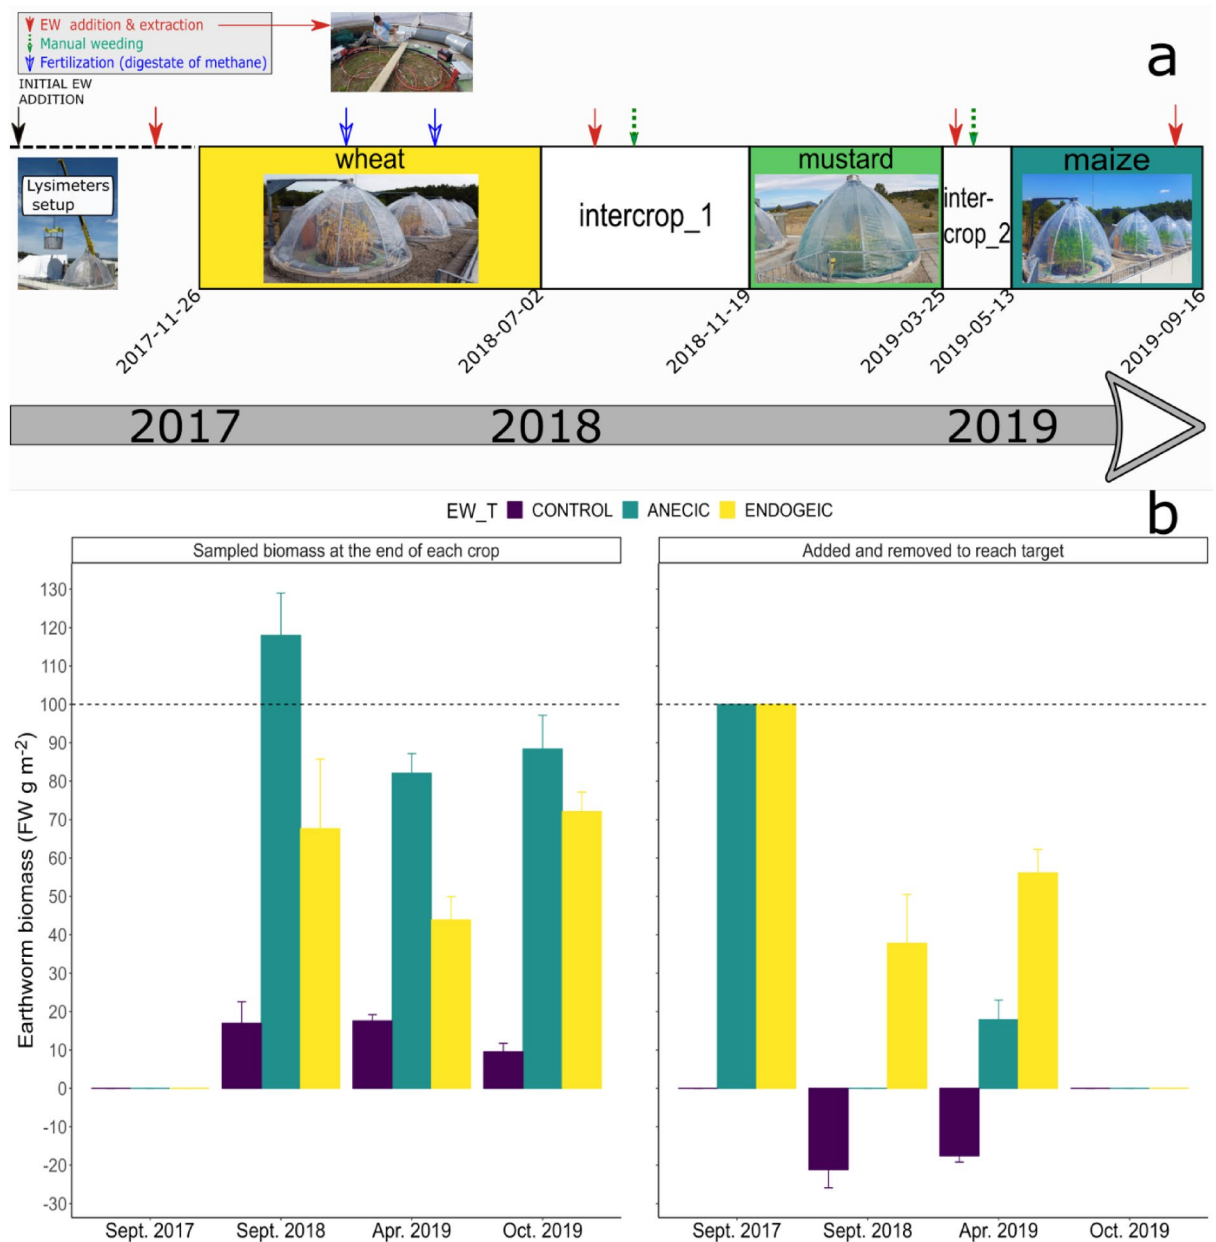 EW addition & extraction
Manual weeding
Fertilization (digestate of methane)
a
INITIAL EW
ADDITION
Lysimeters
setup
wheat
intercrop_1
mustard
inter-
crop_2
maize
2017-11-26
2018-07-02
2018-11-19
2019-03-25
2019-05-13
2019-09-16
2017
2018
2019
b
EW_T CONTROL ANECIC ENDOGEIC
Sampled biomass at the end of each crop
Added and removed to reach target
Earthworm biomass (FW g m-2)
130
120
110
100
90
80
70
60
50
40
30
20
10
0
-10
-20
-30
Sept. 2017 Sept. 2018 Apr. 2019 Oct. 2019
Sept. 2017 Sept. 2018 Apr. 2019 Oct. 2019